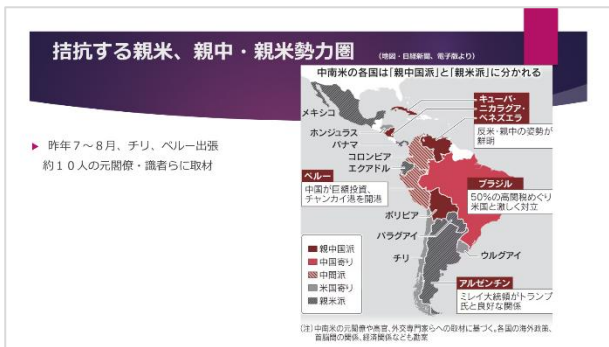 拮抗する親米、親中・親米勢力圏
（地図・日経新聞、電子版より）
▶ 昨年７～８月、チリ、ペルー出張
約１０人の元閣僚・識者らに取材
中南米の各国は「親中国派」と「親米派」に分かれる
メキシコ
キューバ・
ニカラグア・
ベネズエラ
反米・親中の姿勢が
鮮明
ホンジュラス
パナマ
コロンビア
エクアドル
ペルー
中国が巨額投資、
チャンカイ港を開港
ブラジル
50%の高関税めぐり
米国と激しく対立
ボリビア
パラグアイ
チリ
ウルグアイ
親中国派
中国寄り
中間派
米国寄り
親米派
アルゼンチン
ミレイ大統領がトランプ
氏と良好な関係
（注）中南米の元閣僚や高官、外交専門家らへの取材に基づく。各国の海外政策、
首脳間の関係、経済関係なども勘案